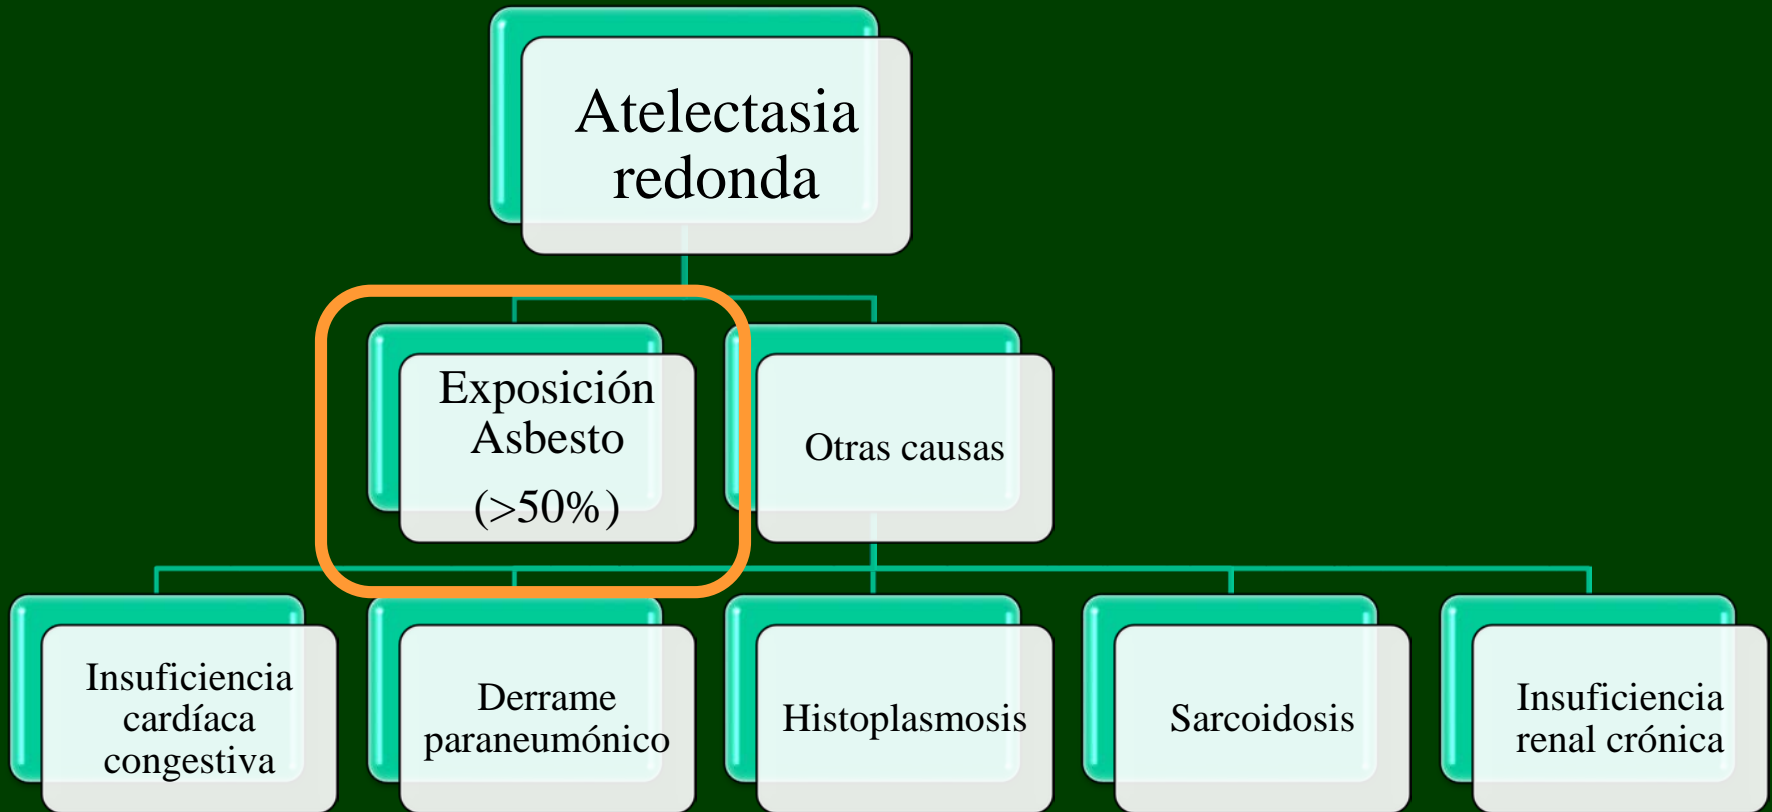 Atelectasia
redonda
Exposición
Asbesto
(>50%)
Otras causas
Insuficiencia
cardíaca
congestiva
Derrame
paraneumónico
Histoplasmosis
Sarcoidosis
Insuficiencia
renal crónica